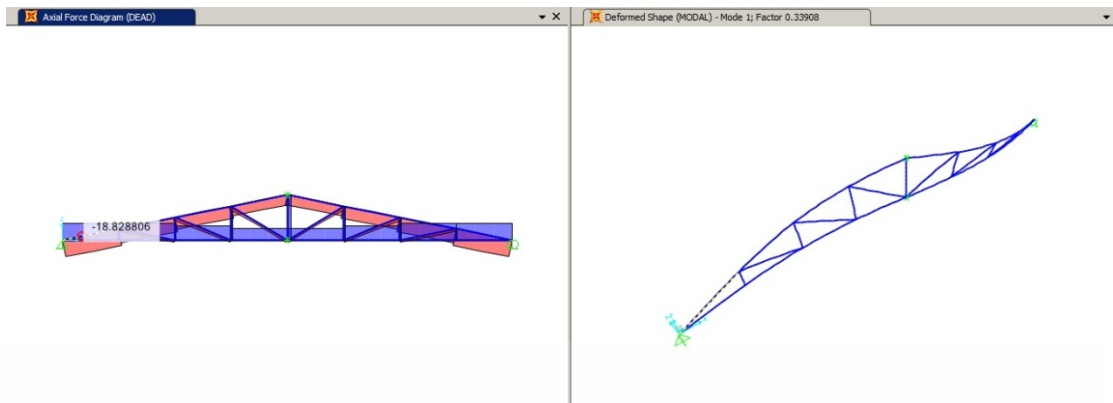 Axial Force Diagram (DEAD)
Deformed Shape (MODAL) - Mode 1; Factor 0.33908
-18.828806